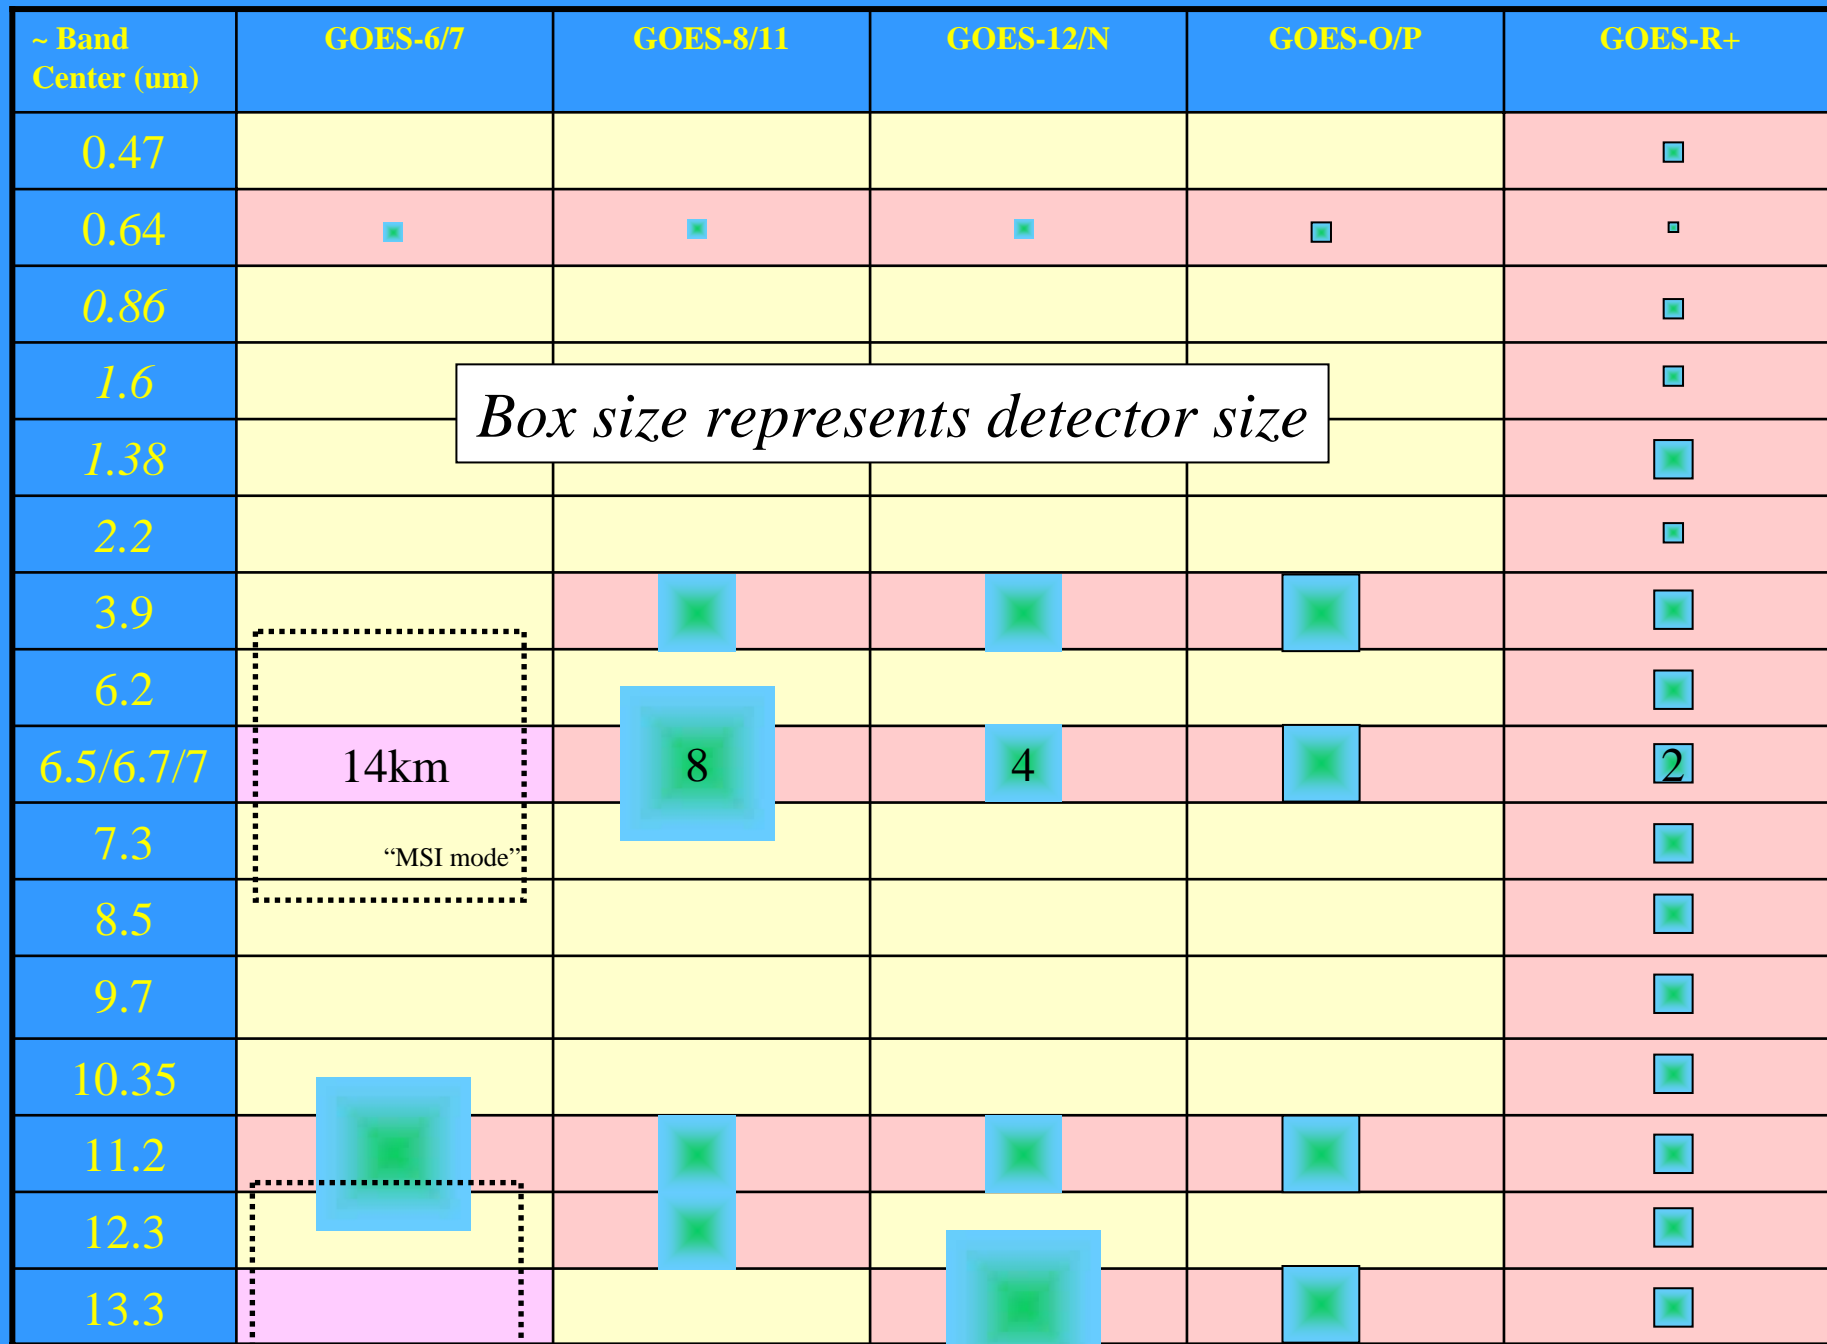 ~ Band
Center (um)
GOES-6/7
GOES-8/11
GOES-12/N
GOES-O/P
GOES-R+
0.47
0.64
0.86
1.6
Box size represents detector size
1.38
2.2
3.9
6.2
6.5/6.7/7
14km
8
4
2
7.3
“MSI mode”
8.5
9.7
10.35
11.2
12.3
13.3